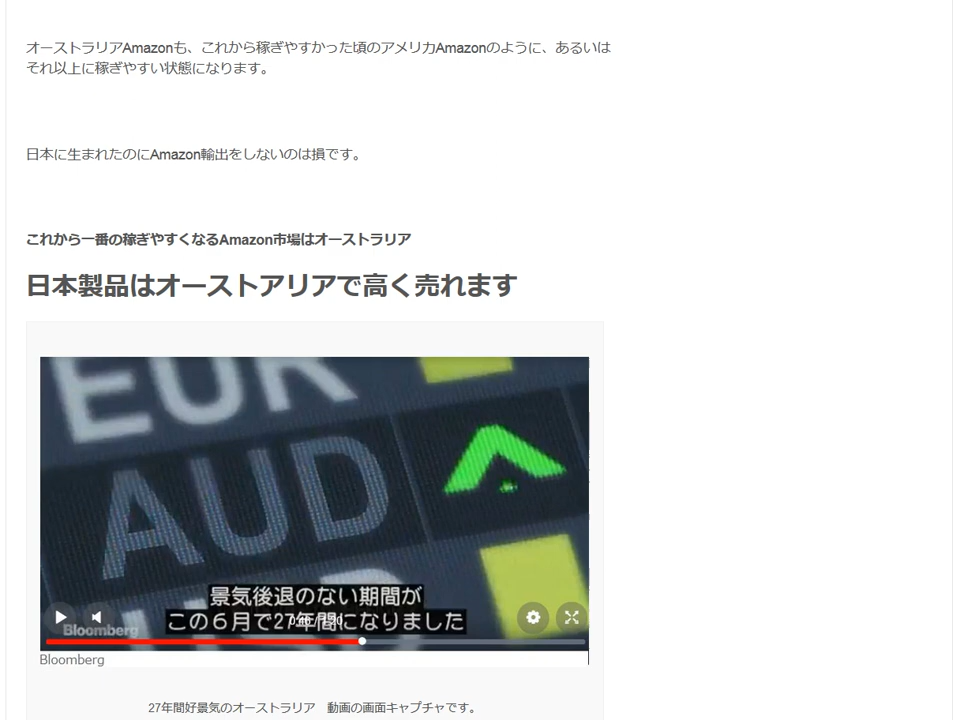 オーストラリアAmazonも、これから稼ぎやすかった頃のアメリカAmazonのように、あるいは
それ以上に稼ぎやすい状態になります。
日本に生まれたのにAmazon輸出をしないのは損です。
これから一番の稼ぎやすくなるAmazon市場はオーストラリア
日本製品はオーストアリアで高く売れます
EUR
AUD
景気後退のない期間が
この６月で27年間になりました
Bloomberg
Bloomberg
27年間好景気のオーストラリア　動画の画面キャプチャです。